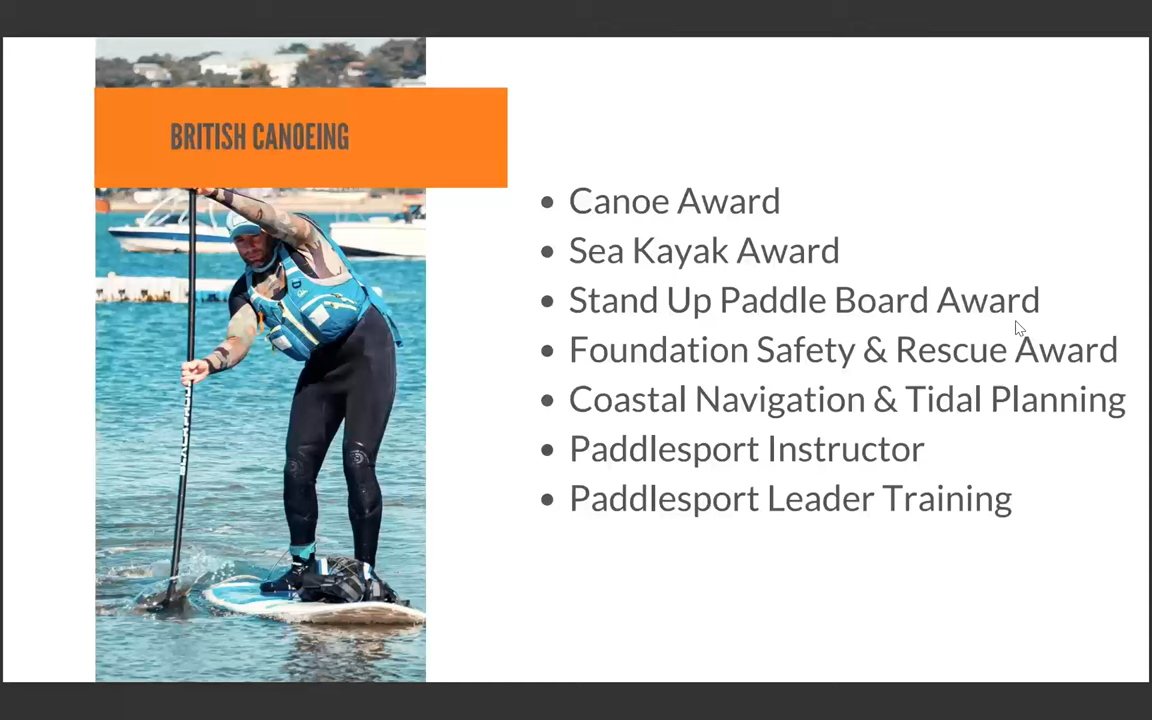 BRITISH CANOEING
• Canoe Award
• Sea Kayak Award
• Stand Up Paddle Board Award
• Foundation Safety & Rescue Award
• Coastal Navigation & Tidal Planning
• Paddlesport Instructor
• Paddlesport Leader Training